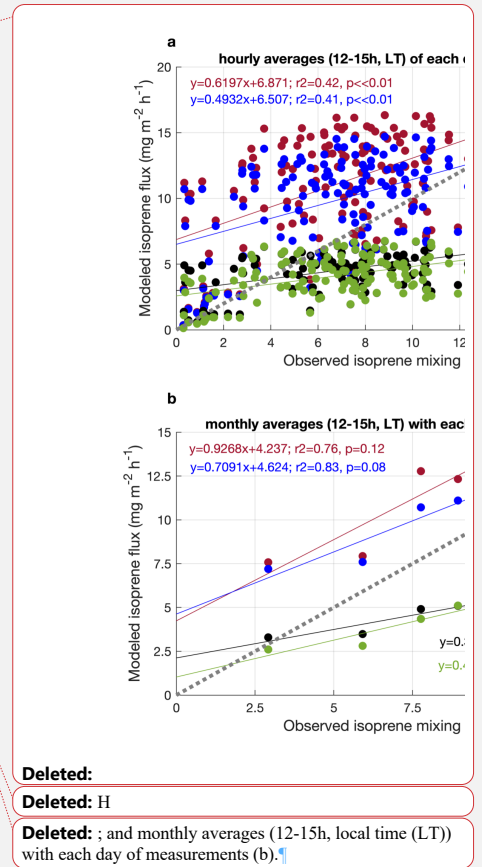 a
hourly averages (12-15h, LT) of each
y=0.6197x+6.871; r2=0.42, p<<0.01
y=0.4932x+6.507; r2=0.41, p<<0.01
Modeled isoprene flux (mg m-2 h-1)
20
15
10
5
0
0 2 4 6 8 10 12
Observed isoprene mixing
b
monthly averages (12-15h, LT) with eac
y=0.9268x+4.237; r2=0.76, p=0.12
y=0.7091x+4.624; r2=0.83, p=0.08
Modeled isoprene flux (mg m-2 h-1)
15
12.5
10
7.5
5
2.5
0
y=0.
y=0.
0 2.5 5 7.5
Observed isoprene mixing
Deleted:
Deleted: H
Deleted: ; and monthly averages (12-15h, local time (LT))
with each day of measurements (b).¶